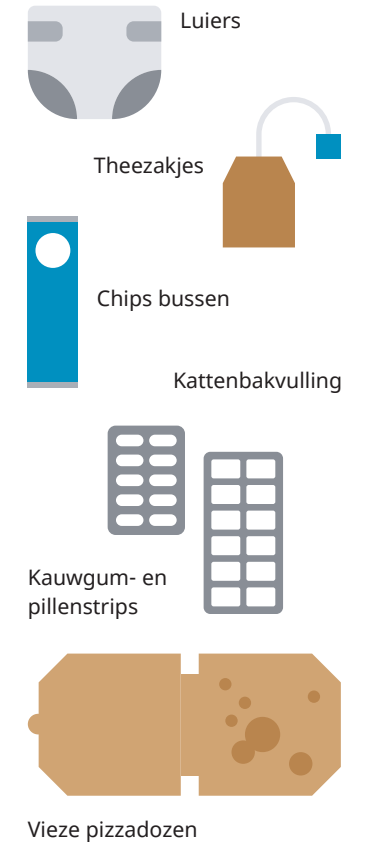 Luiers
Theezakjes
Chips bussen
Kattenbakvulling
Kauwgum- en
pillenstrips
Vieze pizzadozen